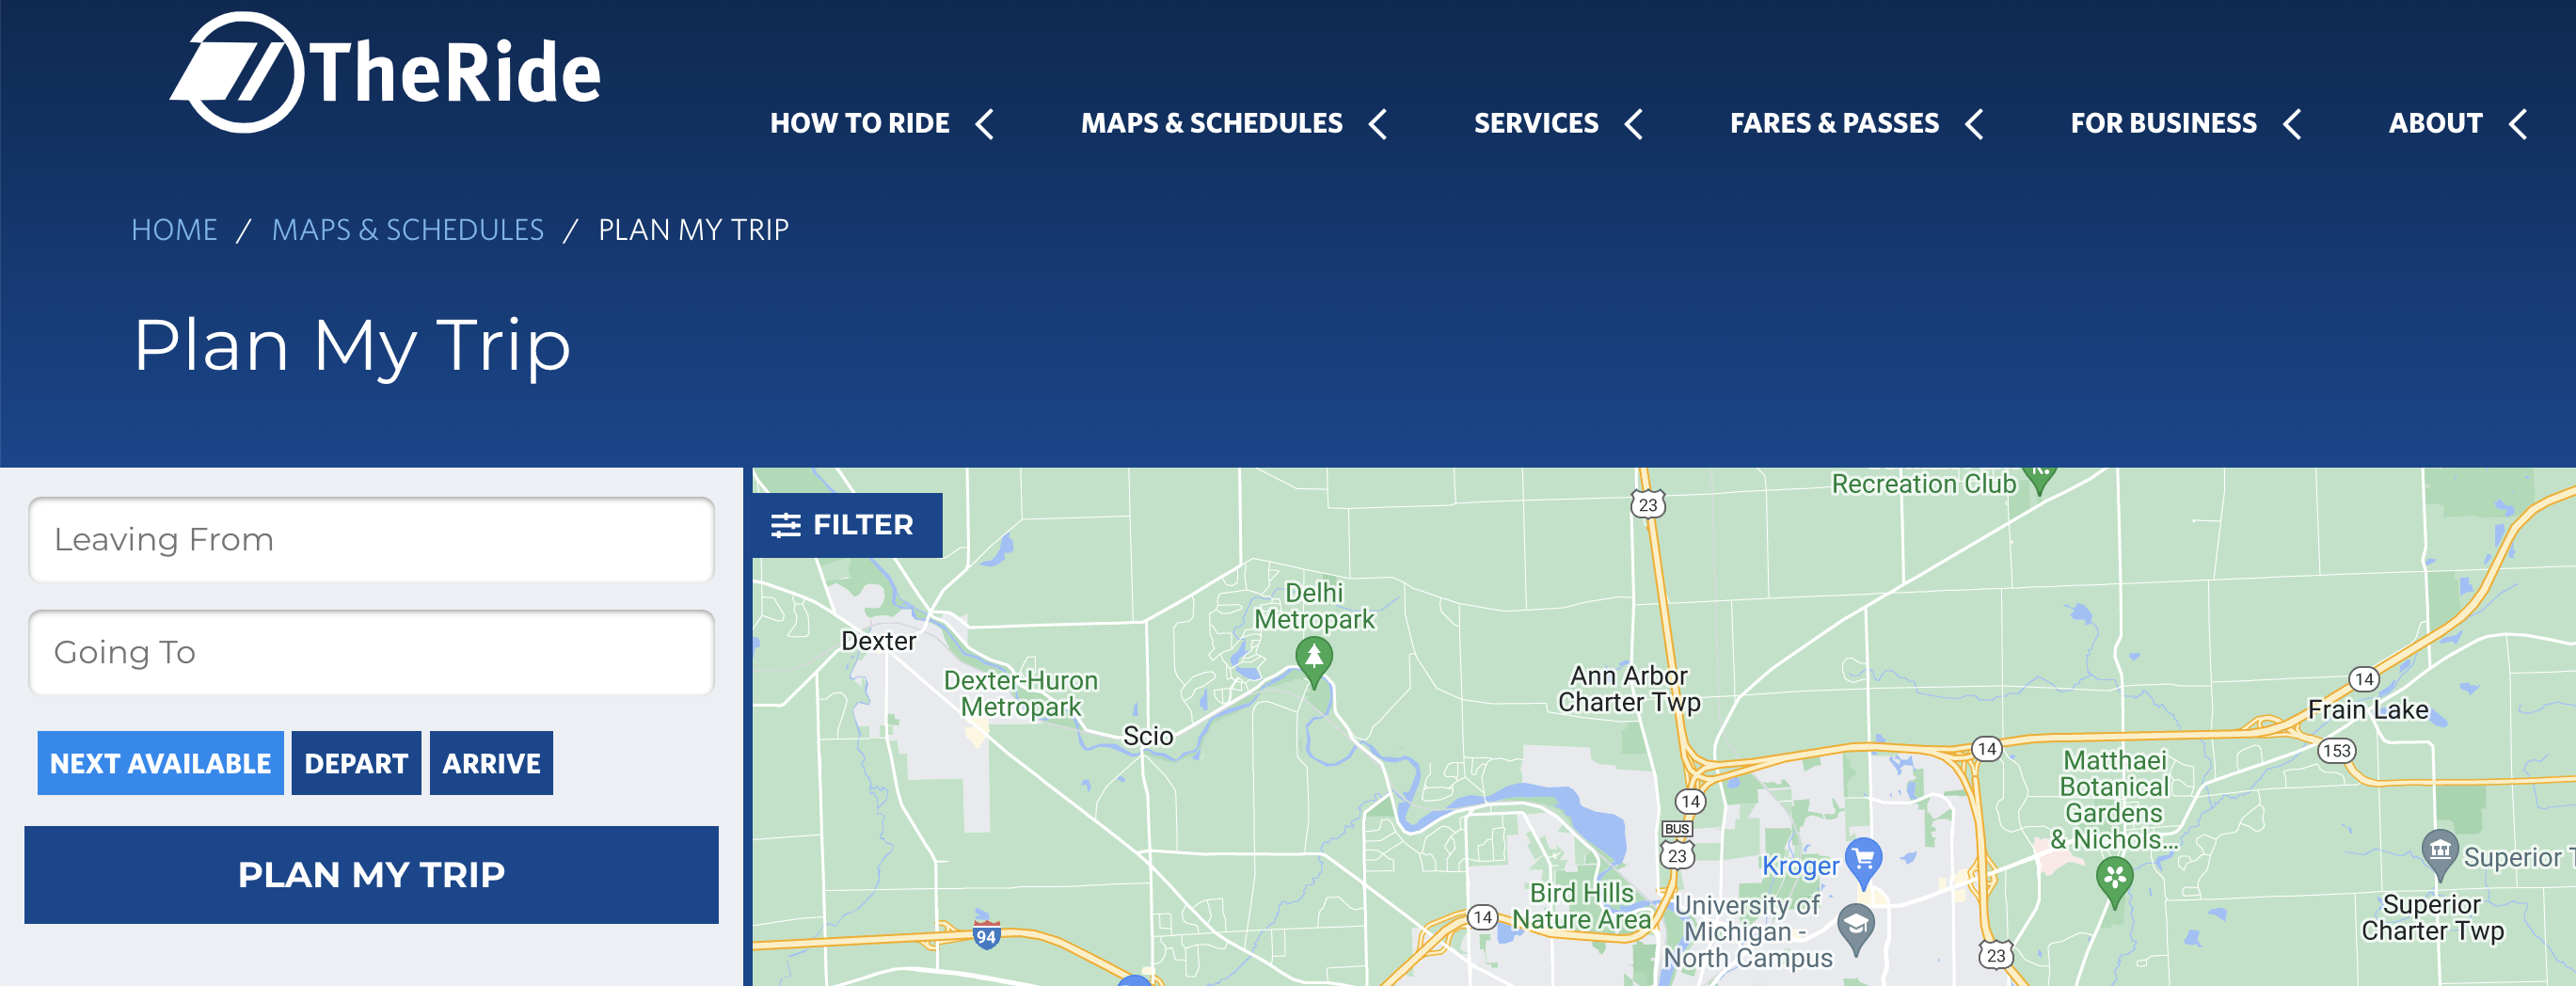 TheRide
HOW TO RIDE
MAPS & SCHEDULES
SERVICES
FARES & PASSES
FOR BUSINESS
ABOUT
HOME / MAPS & SCHEDULES / PLAN MY TRIP
Plan My Trip
Leaving From
Going To
NEXT AVAILABLE
DEPART
ARRIVE
PLAN MY TRIP
FILTER
Recreation Club
23
Delhi
Metropark
Dexter
Dexter-Huron
Metropark
Scio
Ann Arbor
Charter Twp
14
Frain Lake
14
153
Matthaei
Botanical
Gardens
& Nichols...
14
BUS
23
Kroger
Superior T
Bird Hills
Nature Area
14
University of
Michigan -
North Campus
Superior
Charter Twp
94
23